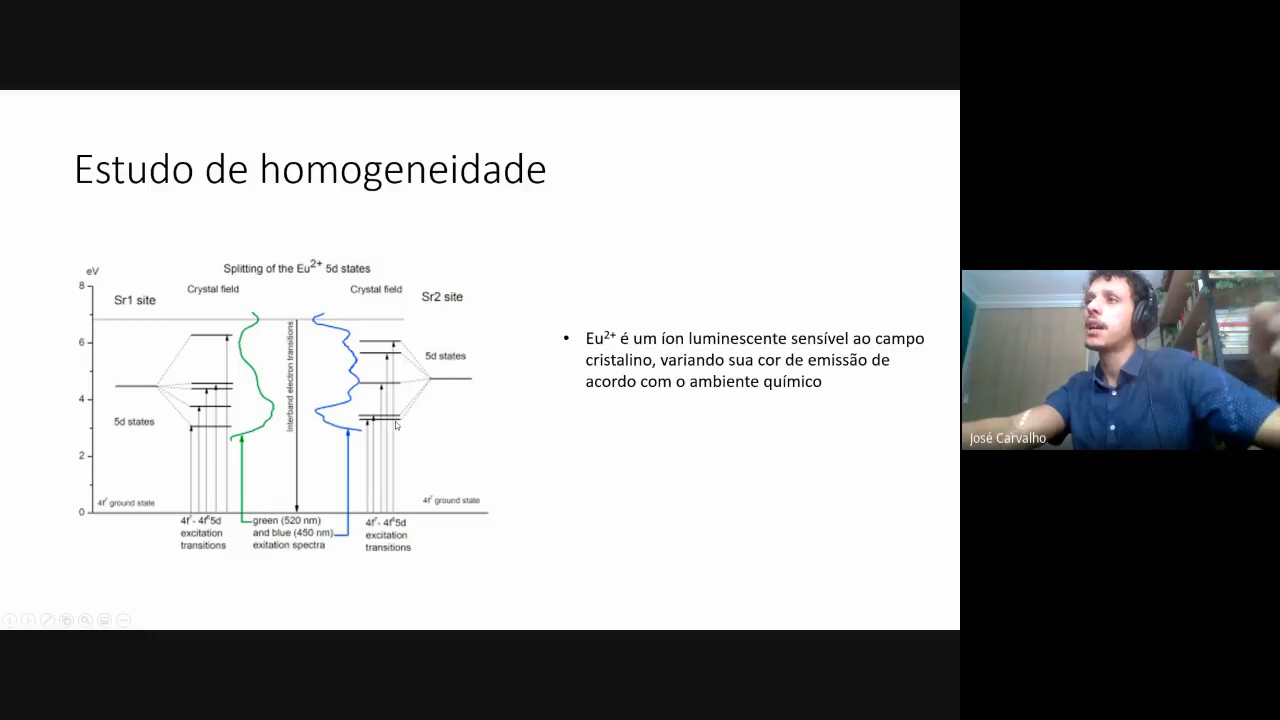 Estudo de homogeneidade
Splitting of the Eu²⁺ 5d states
eV
Crystal field
Crystal field
Sr1 site
Sr2 site
8
6
4
2
0
5d states
5d states
Interband electron transitions
4f⁷ ground state
4f⁷ ground state
4f⁷- 4f⁶5d
excitation
transitions
green (520 nm)
and blue (450 nm)
exitation spectra
4f⁷- 4f⁶5d
excitation
transitions
• Eu²⁺ é um íon luminescente sensível ao campo
cristalino, variando sua cor de emissão de
acordo com o ambiente químico
José Carvalho